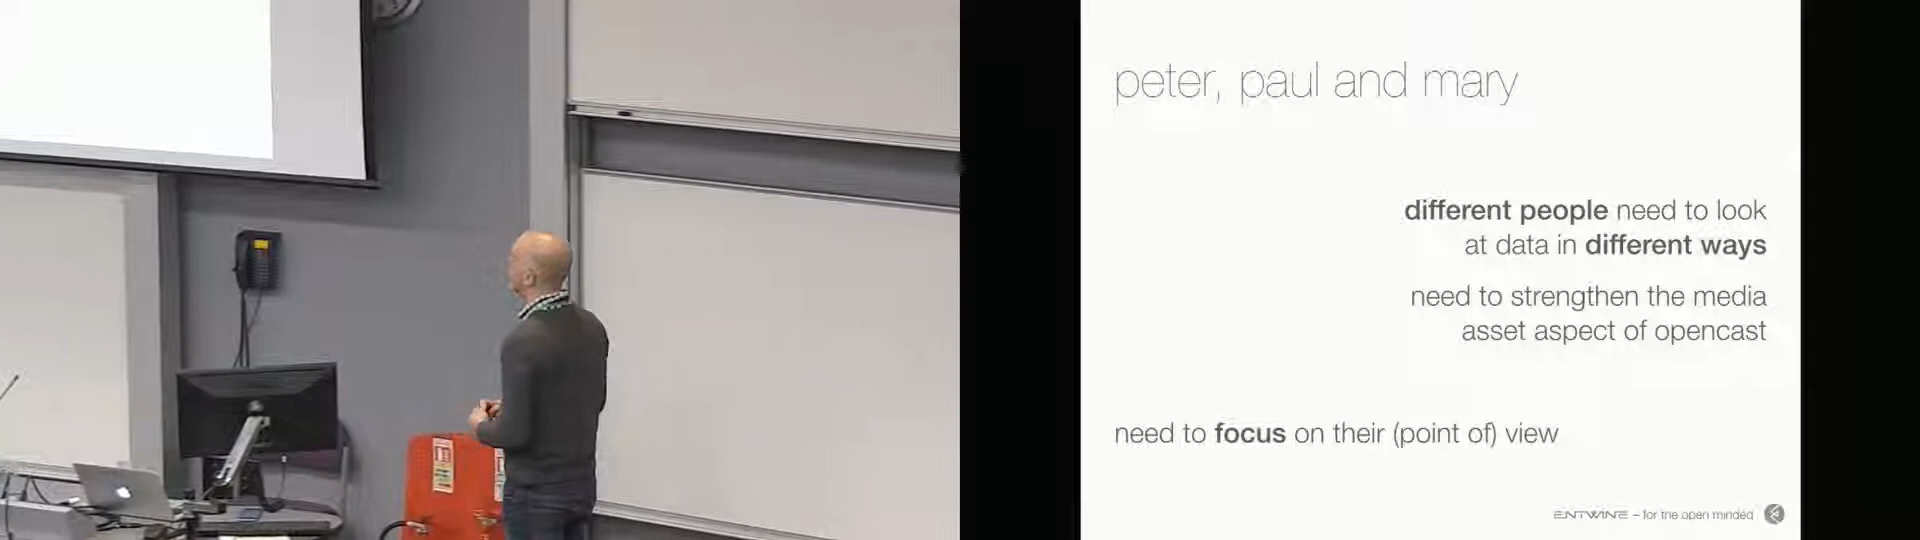 peter, paul and mary
different people need to look
at data in different ways
need to strengthen the media
asset aspect of opencast
need to focus on their (point of) view
ENTWINE – for the open minded